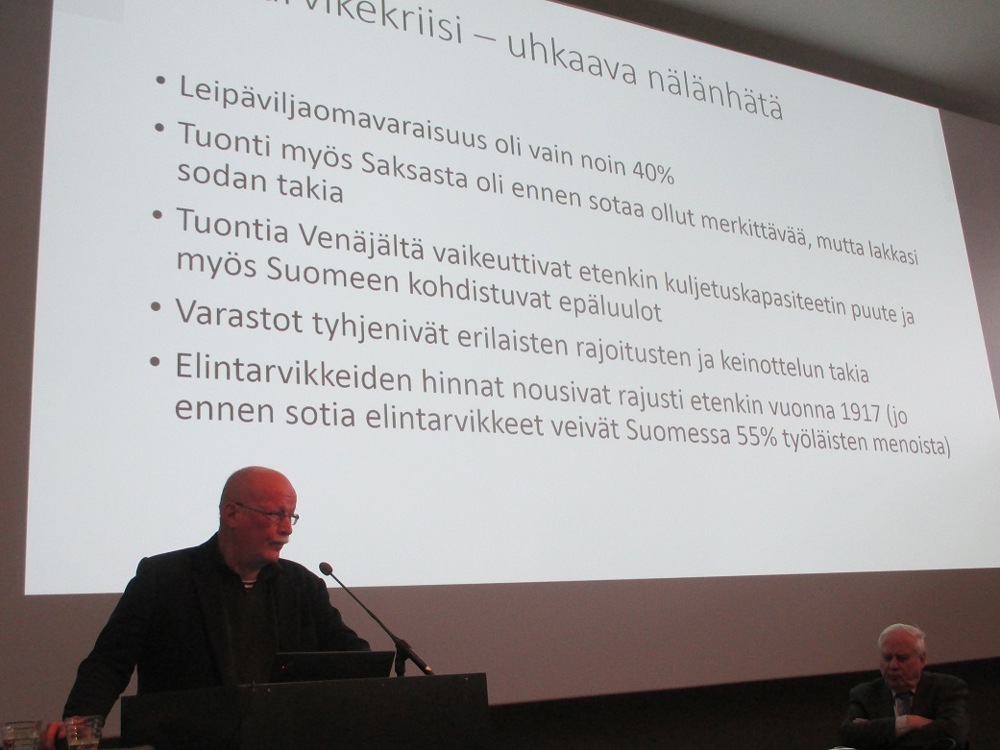 rvikekriisi – uhkaava nälänhätä
• Leipäviljaomavaraisuus oli vain noin 40%
• Tuonti myös Saksasta oli ennen sotaa ollut merkittävää, mutta lakkasi
sodan takia
• Tuontia Venäjältä vaikeuttivat etenkin kuljetuskapasiteetin puute ja
myös Suomeen kohdistuvat epäluulot
• Varastot tyhjenivät erilaisten rajoitusten ja keinottelun takia
• Elintarvikkeiden hinnat nousivat rajusti etenkin vuonna 1917 (jo
ennen sotia elintarvikkeet veivät Suomessa 55% työläisten menoista)